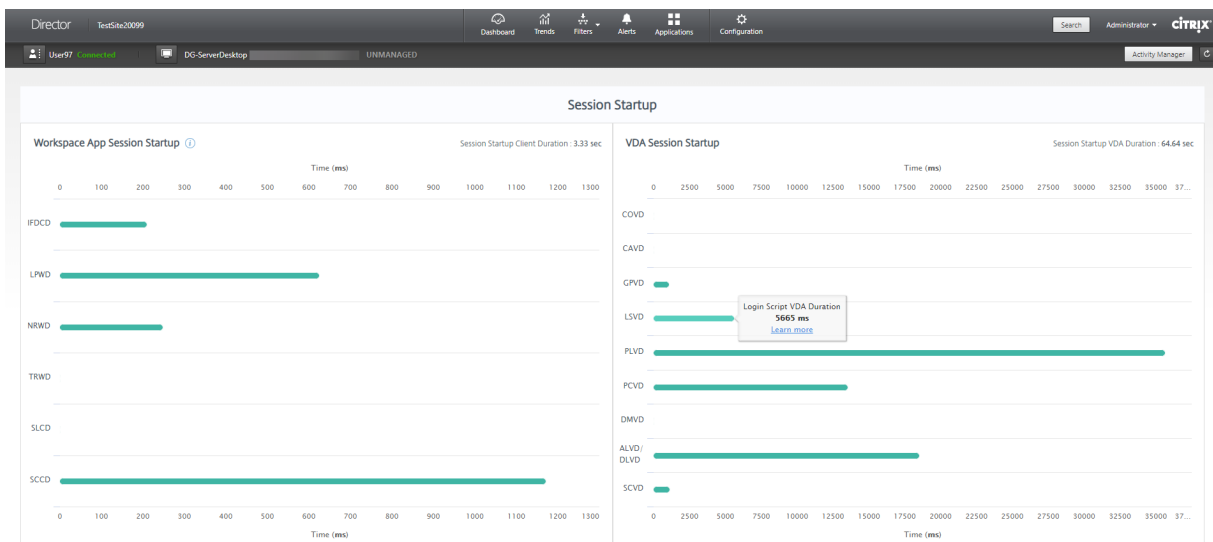 Director TestSite20099 Dashboard Trends Filters Alerts Applications Configuration Search Administrator CİTRIX
User97 Connected DG-ServerDesktop UNMANAGED Activity Manager
Session Startup
Workspace App Session Startup Session Startup Client Duration : 3.33 sec
Time (ms)
0 100 200 300 400 500 600 700 800 900 1000 1100 1200 1300
IFDCD
LPWD
NRWD
TRWD
SLCD
SCCD
0 100 200 300 400 500 600 700 800 900 1000 1100 1200 1300
Time (ms)
VDA Session Startup Session Startup VDA Duration : 64.64 sec
Time (ms)
0 2500 5000 7500 10000 12500 15000 17500 20000 22500 25000 27500 30000 32500 35000 37...
COVD
CAVD
GPVD
LSVD
Login Script VDA Duration
5665 ms
Learn more
PLVD
PCVD
DMVD
ALVD/
DLVD
SCVD
0 2500 5000 7500 10000 12500 15000 17500 20000 22500 25000 27500 30000 32500 35000 37...
Time (ms)